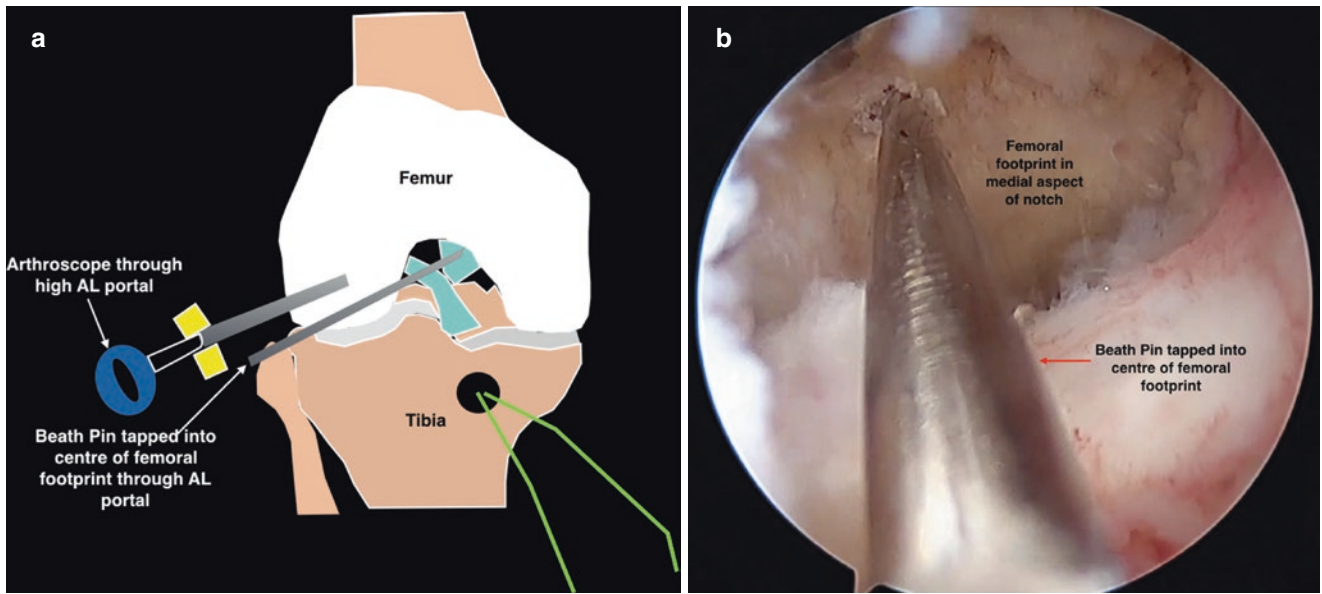 a
Femur
Arthroscope through
high AL portal
Tibia
Beath Pin tapped into
centre of femoral
footprint through AL
portal
b
Femoral
footprint in
medial aspect
of notch
Beath Pin tapped into
centre of femoral
footprint